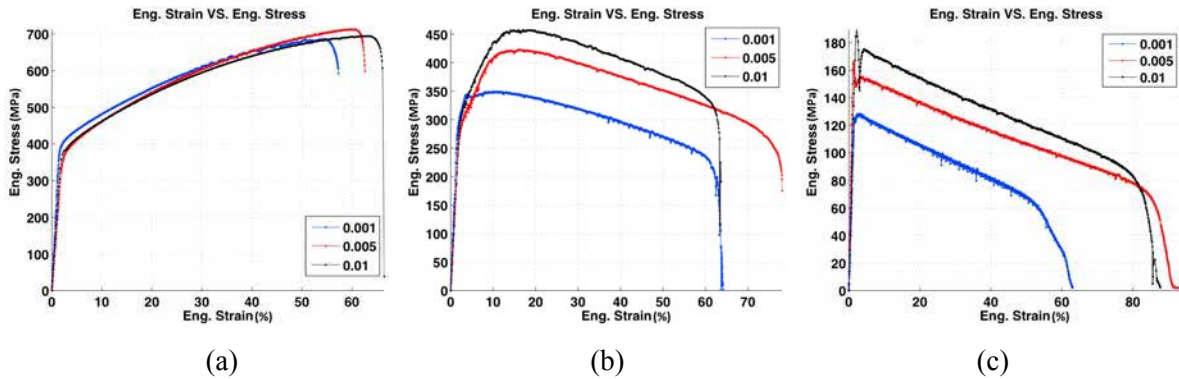 Eng. Strain VS. Eng. Stress
Eng. Stress (MPa)
700
600
500
400
300
200
100
0
0 10 20 30 40 50 60
Eng. Strain (%)
0.001
0.005
0.01
(a)
Eng. Strain VS. Eng. Stress
Eng. Stress (MPa)
450
400
350
300
250
200
150
100
50
0
0 10 20 30 40 50 60 70
Eng. Strain (%)
0.001
0.005
0.01
(b)
Eng. Strain VS. Eng. Stress
Eng. Stress (MPa)
180
160
140
120
100
80
60
40
20
0
0 20 40 60 80
Eng. Strain (%)
0.001
0.005
0.01
(c)